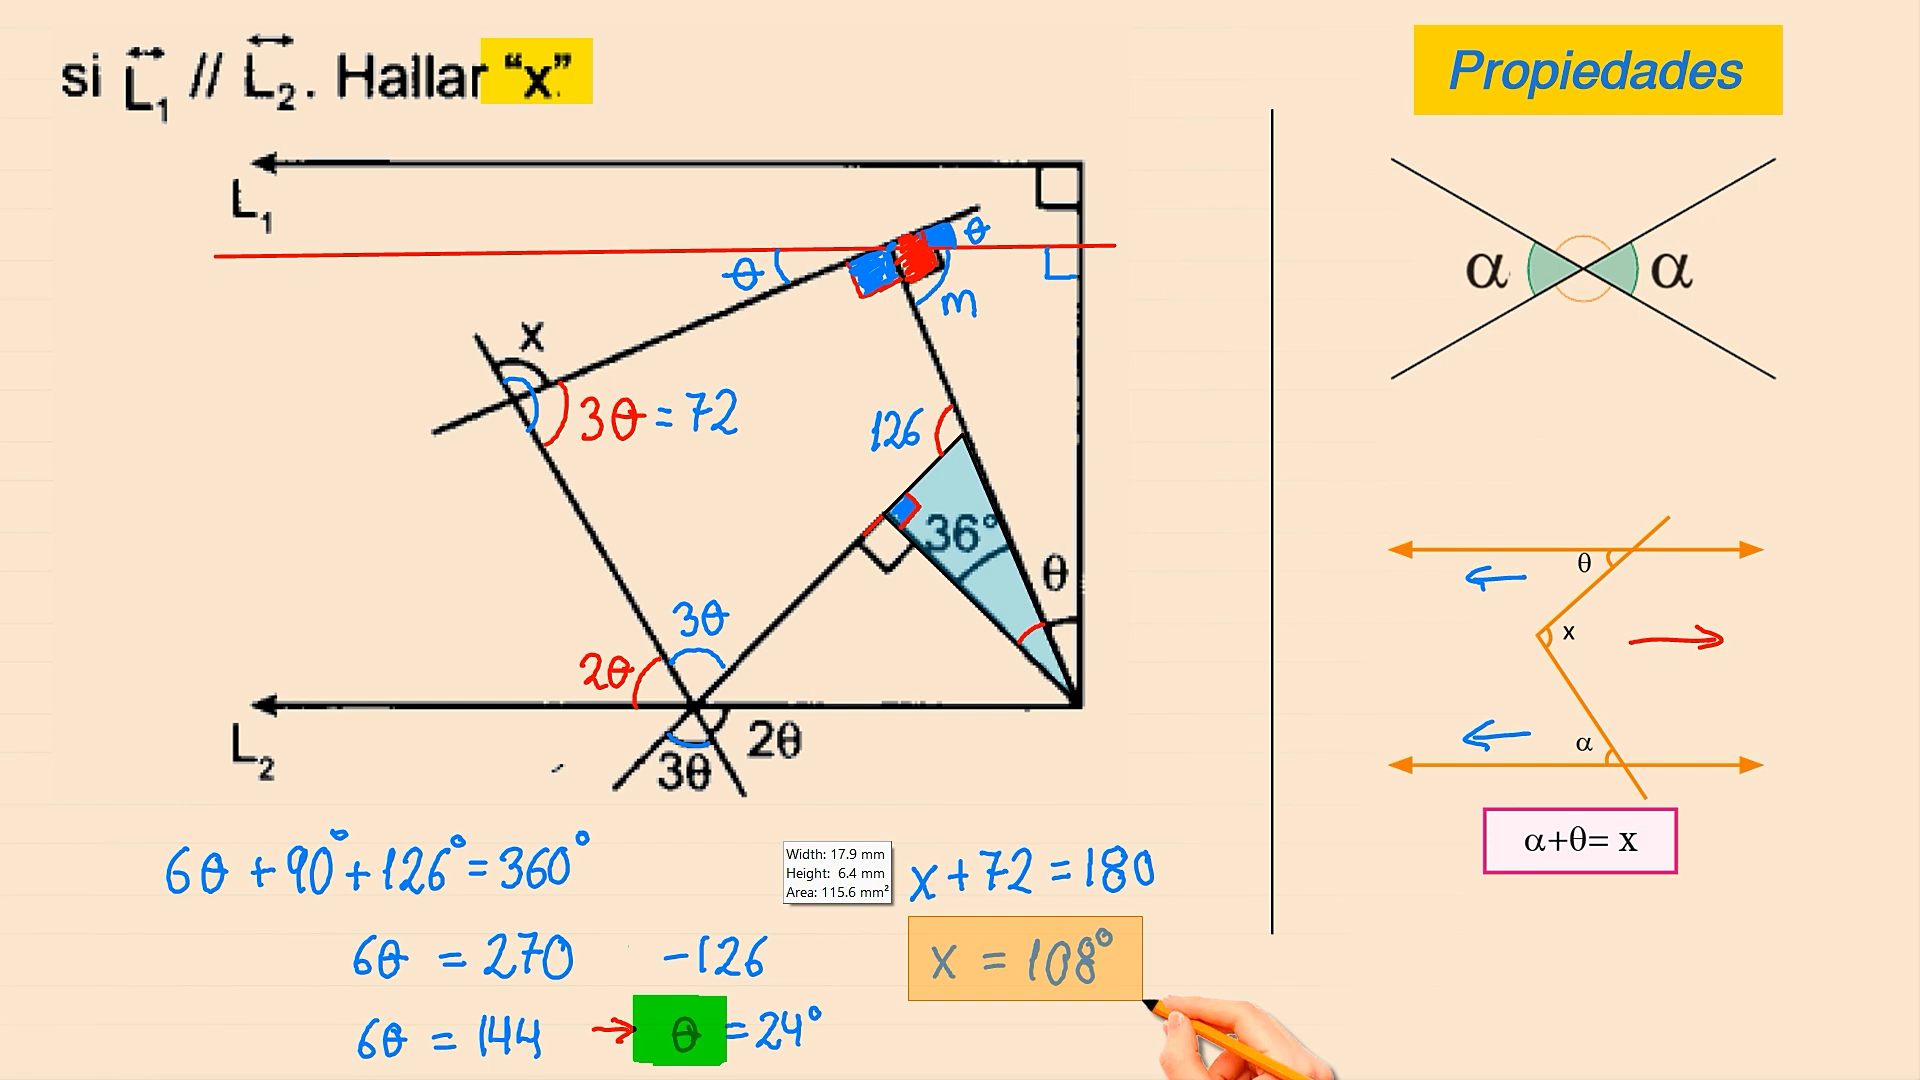 si L₁ // L₂. Hallar “x”
Propiedades
L₁
θ
θ
m
α
α
x
3θ = 72
126
36°
θ
θ
x
3θ
2θ
α
L₂
2θ
3θ
α+θ= x
6θ + 90° + 126° = 360°
Width: 17.9 mm
Height: 6.4 mm
Area: 115.6 mm²
x + 72 = 180
6θ = 270 -126
x = 108°
6θ = 144 → θ = 24°